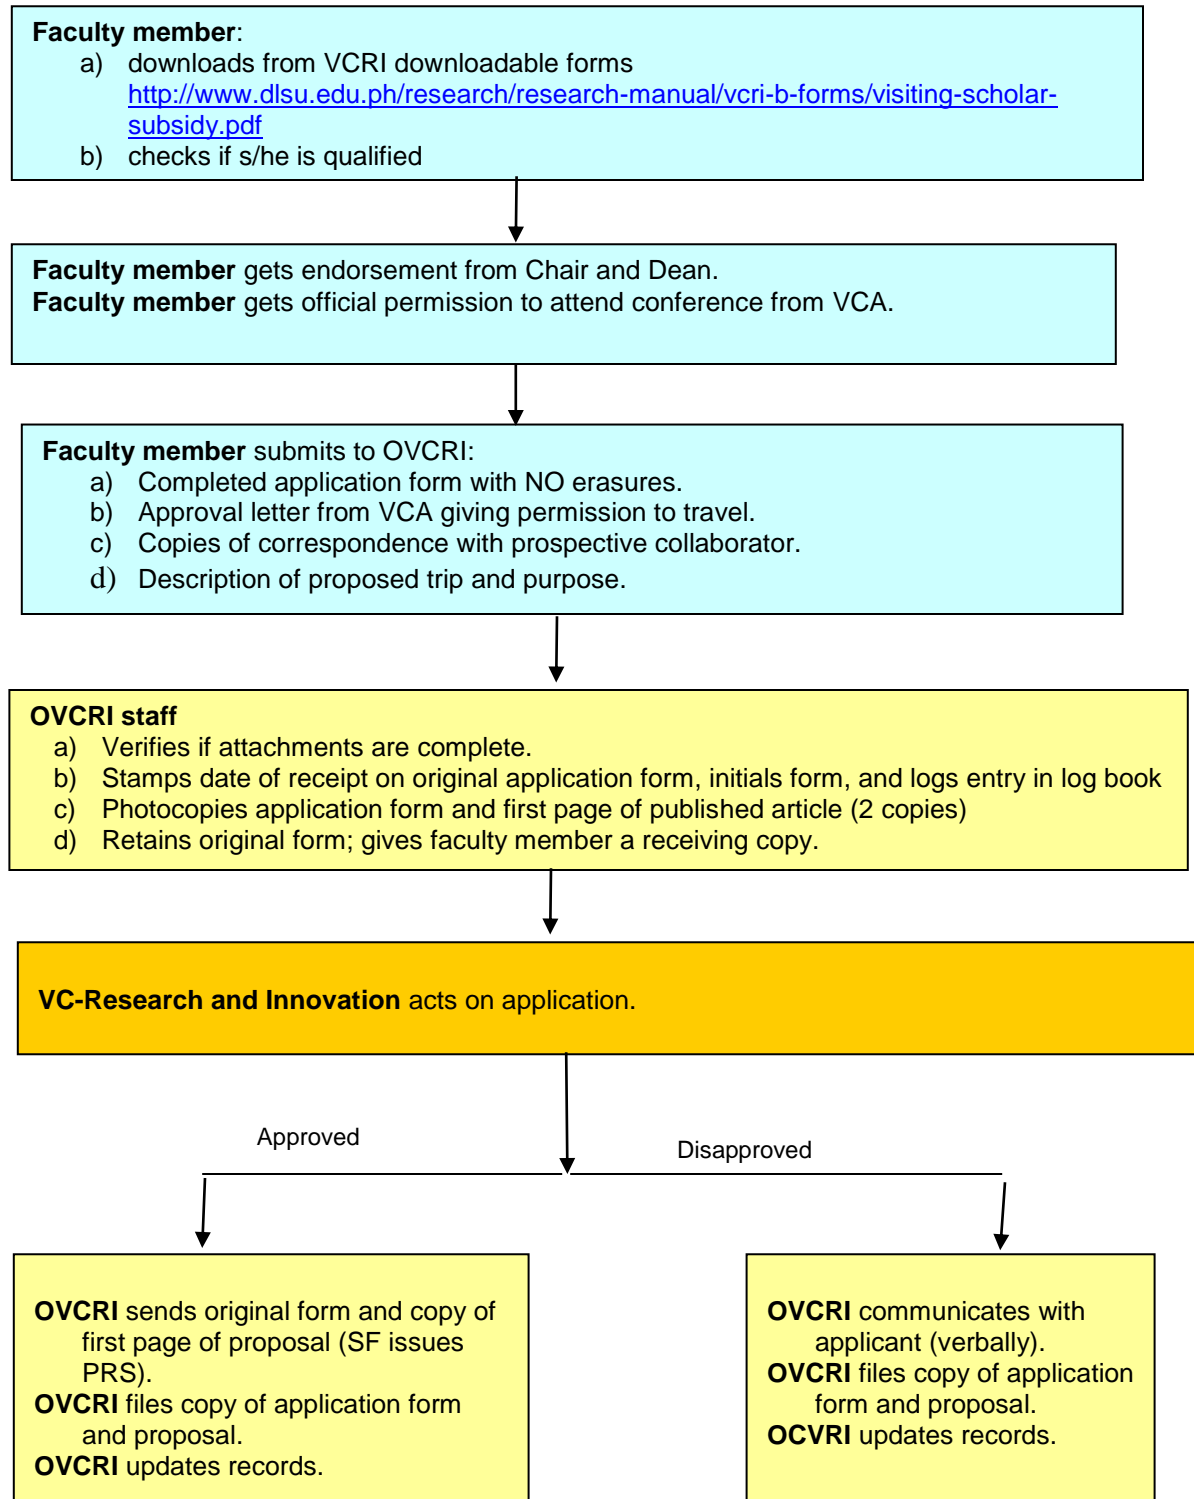 Faculty member:
a) downloads from VCRI downloadable forms
http://www.dlsu.edu.ph/research/research-manual/vcri-b-forms/visiting-scholar-
subsidy.pdf
b) checks if s/he is qualified
Faculty member gets endorsement from Chair and Dean.
Faculty member gets official permission to attend conference from VCA.
Faculty member submits to OVCRI:
a) Completed application form with NO erasures.
b) Approval letter from VCA giving permission to travel.
c) Copies of correspondence with prospective collaborator.
d) Description of proposed trip and purpose.
OVCRI staff
a) Verifies if attachments are complete.
b) Stamps date of receipt on original application form, initials form, and logs entry in log book
c) Photocopies application form and first page of published article (2 copies)
d) Retains original form; gives faculty member a receiving copy.
VC-Research and Innovation acts on application.
Approved
Disapproved
OVCRI sends original form and copy of
first page of proposal (SF issues
PRS).
OVCRI files copy of application form
and proposal.
OVCRI updates records.
OVCRI communicates with
applicant (verbally).
OVCRI files copy of application
form and proposal.
OCVRI updates records.